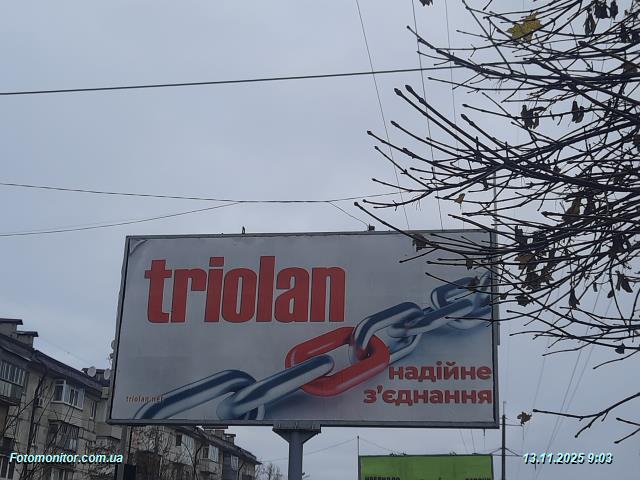 triolan
надійне
з'єднання
triolan.net
Fotomonitor.com.ua
13.11.2025 9:03